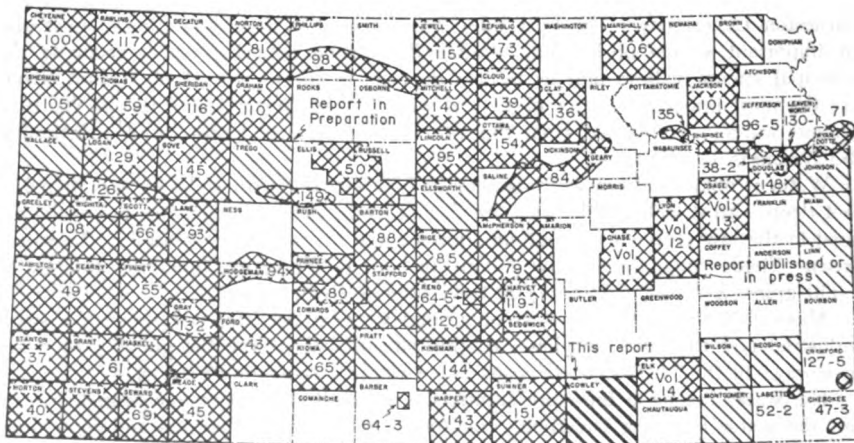 CHEYENNE
100
RAWLINS
117
DECATUR
NORTON
81
PHILLIPS
SMITH
98
JEWELL
115
REPUBLIC
73
WASHINGTON
MARSHALL
106
NEMAHA
BROWN
DONIPHAN
SHERMAN
105
THOMAS
59
SHERIDAN
116
GRAHAM
110
ROOKS
OSBORNE
Report in
Preparation
MITCHELL
140
CLOUD
139
CLAY
136
RILEY
POTTAWATOMIE
135
JACKSON
101
ATCHISON
JEFFERSON
96-5
LEAVEN
WORTH
130-1
71
WYAN
DOTTE
WALLACE
LOGAN
129
GOVE
145
TREGO
ELLIS
RUSSELL
50
LINCOLN
95
OTTAWA
154
SALINE
DICKINSON
84
GEARY
WABAUNSEE
SHAWNEE
38-2
DOUGLAS
148
JOHNSON
126
149
ELLSWORTH
MORRIS
OSAGE
Vol
13
FRANKLIN
MIAMI
GREELEY
WICHITA
108
SCOTT
66
LANE
93
NESS
RUSH
BARTON
88
RICE
85
McPHERSON
79
MARION
CHASE
Vol
11
LYON
Vol
12
COFFEY
ANDERSON
LINN
HAMILTON
49
KEARNY
FINNEY
55
HODGEMAN
94
PAWNEE
80
STAFFORD
RENO
64-5
120
HARVEY
119-1
SEDGWICK
BUTLER
GREENWOOD
Report published or
in press
WOODSON
ALLEN
BOURBON
GRAY
132
FORD
43
EDWARDS
PRATT
STANTON
37
GRANT
61
HASKELL
KIOWA
65
KINGMAN
144
This report
ELK
Vol
14
WILSON
NEOSHO
CRAWFORD
127-5
MORTON
40
STEVENS
SEWARD
69
MEADE
45
CLARK
COMANCHE
BARBER
64-3
HARPER
143
SUMNER
151
COWLEY
CHAUTAUQUA
MONTGOMERY
LABETTE
52-2
CHEROKEE
47-3